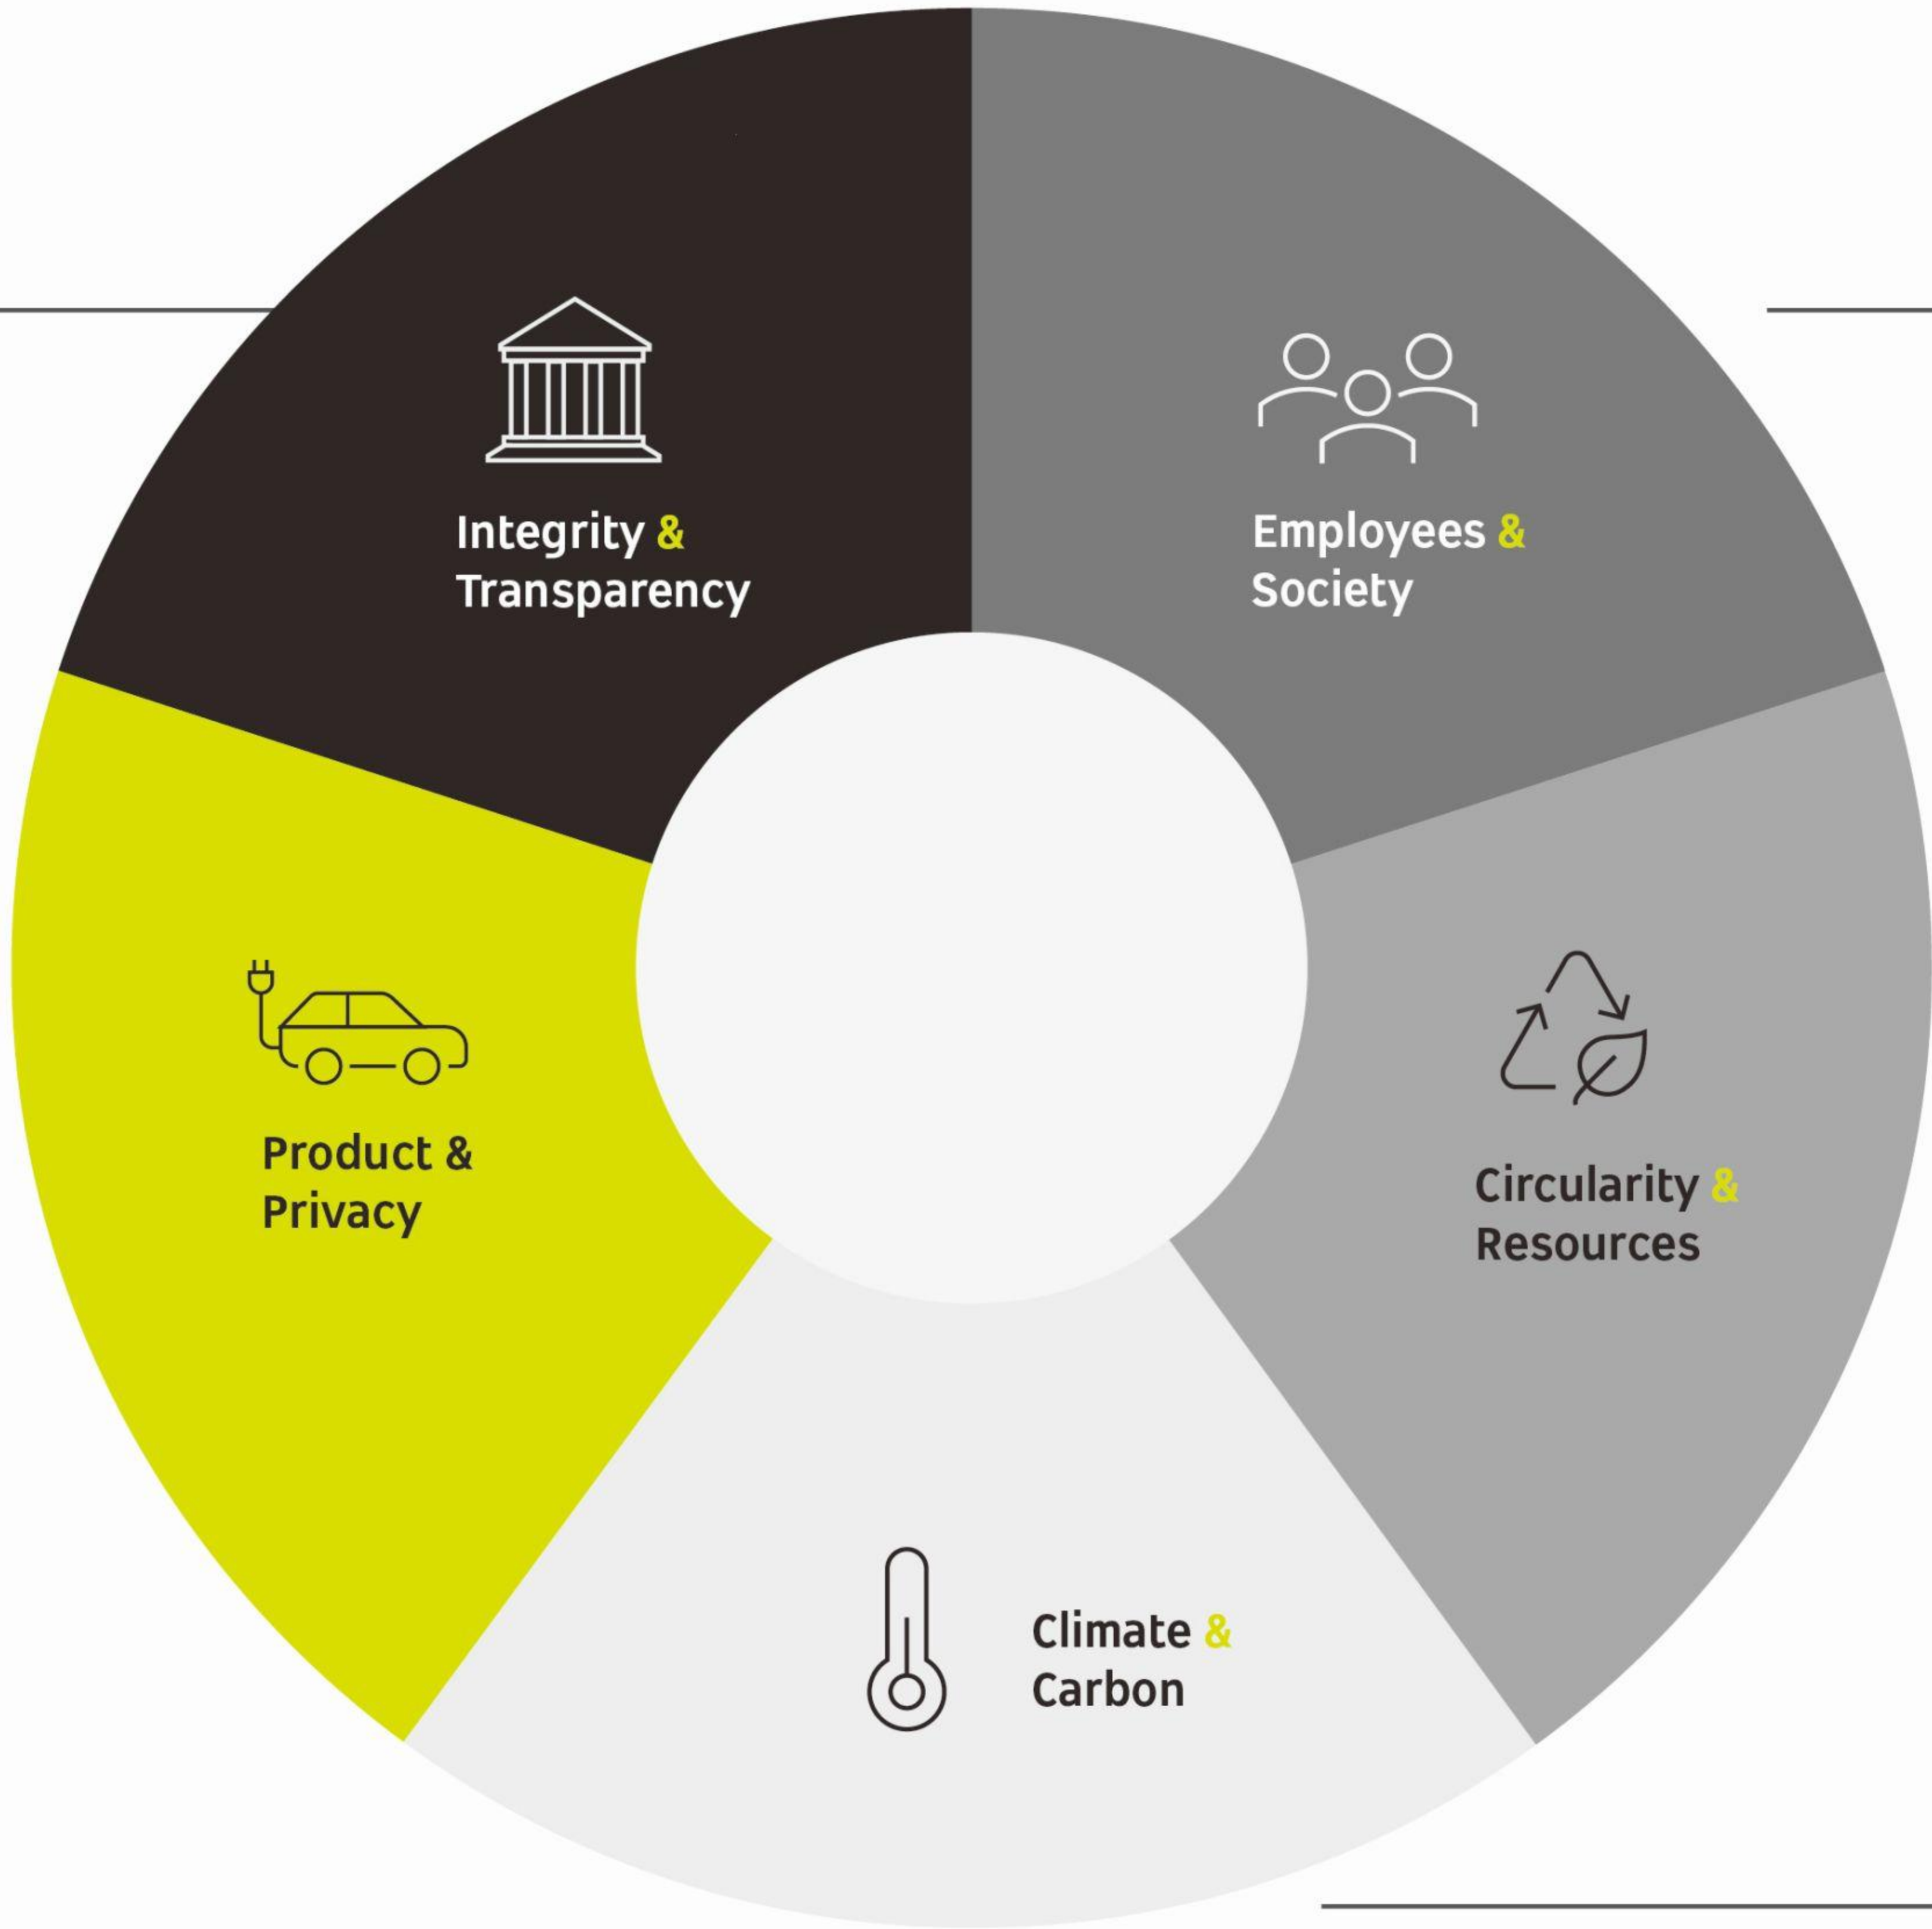 Integrity &
Transparency
Employees &
Society
Product &
Privacy
Circularity &
Resources
Climate &
Carbon